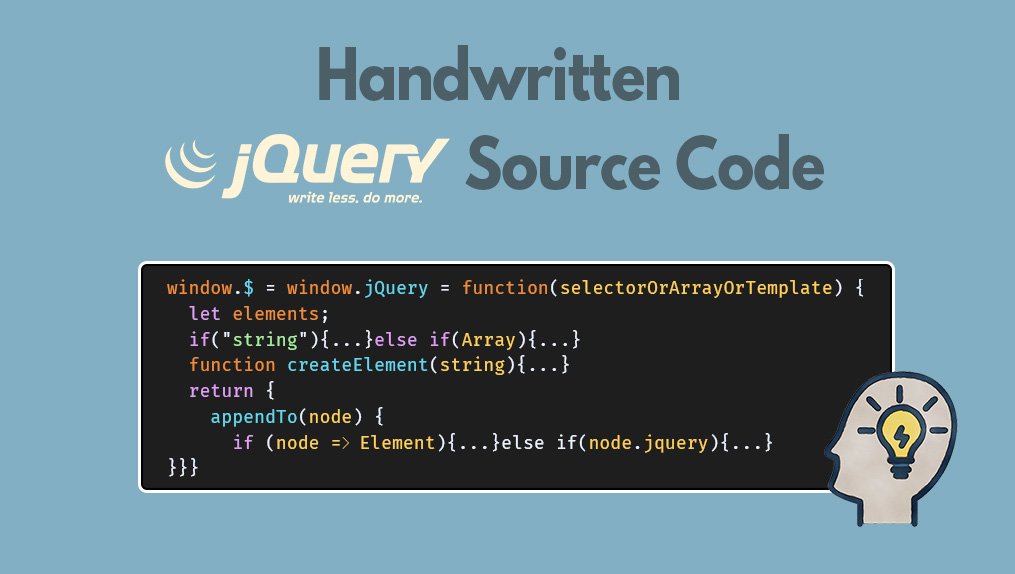 Handwritten
jQuery Source Code
write less. do more.
window.$ = window.jQuery = function(selectorOrArrayOrTemplate) {
  let elements;
  if("string"){...}else if(Array){...}
  function createElement(string){...}
  return {
    appendTo(node) {
      if (node => Element){...}else if(node.jquery){...}
}}}